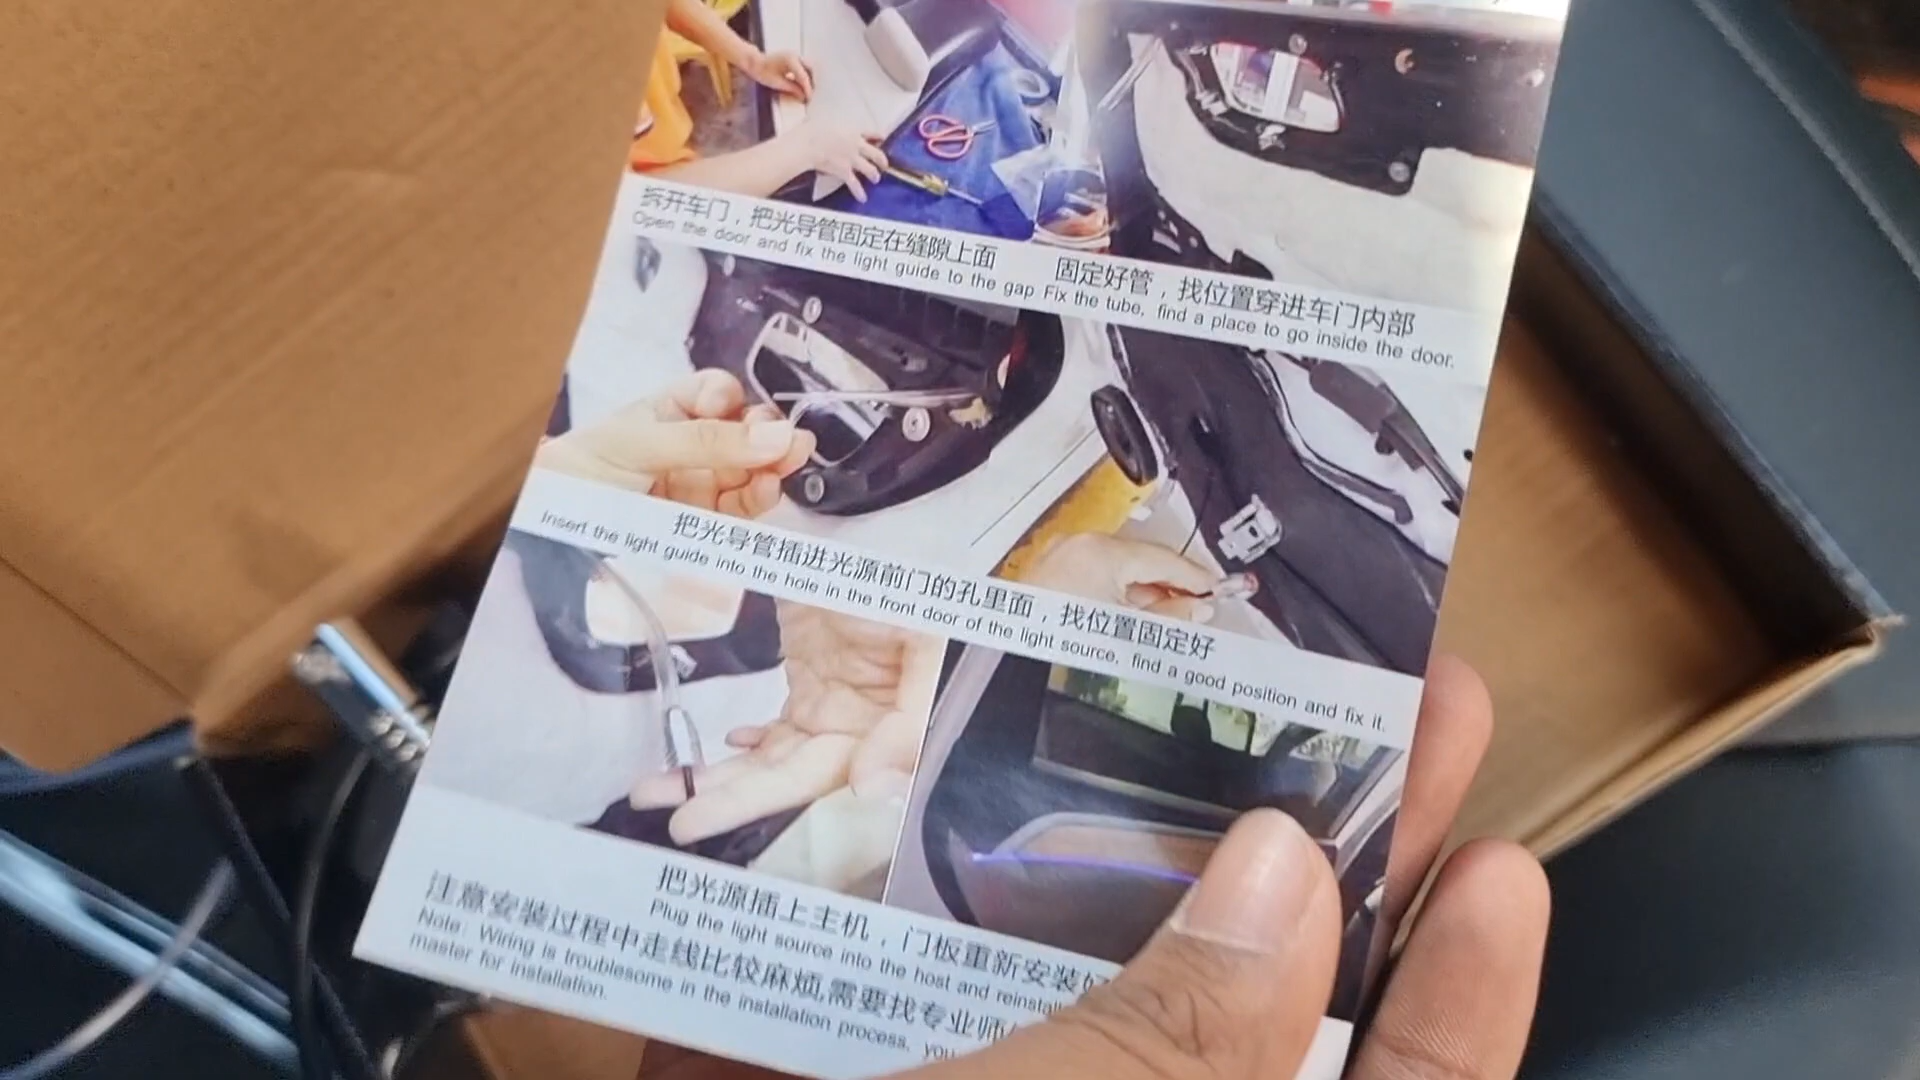 拆开车门，把光导管固定在缝隙上面
Open the door and fix the light guide to the gap
固定好管，找位置穿进车门内部
Fix the tube, find a place to go inside the door.
把光导管插进光源前门的孔里面，找位置固定好
Insert the light guide into the hole in the front door of the light source, find a good position and fix it.
把光源插上主机，门板重新安装好
Plug the light source into the host and reinstall
注意安装过程中走线比较麻烦,需要找专业师
Note: Wiring is troublesome in the installation process, you
master for installation.